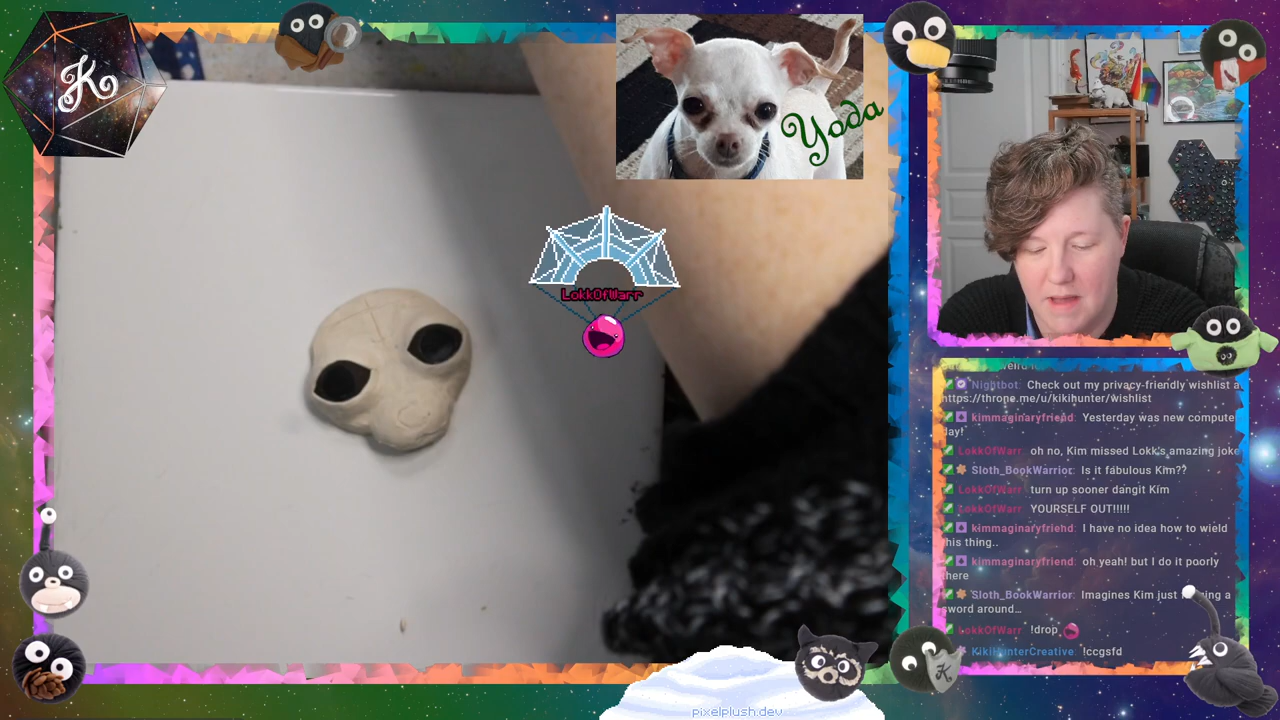 K
Yoda
LokkOfWarr
Nightbot: Check out my privacy-friendly wishlist a
https://throne.me/u/kikihunter/wishlist
kimmaginaryfriend: Yesterday was new compute
day!
LokkOfWarr: oh no, Kim missed Lokk's amazing joke
Sloth_BookWarrior: Is it fabulous Kim??
LokkOfWarr: turn up sooner dangit Kim
LokkOfWarr: YOURSELF OUT!!!!!
kimmaginaryfriend: I have no idea how to wield
this thing..
kimmaginaryfriend: oh yeah! but I do it poorly
there
Sloth_BookWarrior: Imagines Kim just a
sword around…
LokkOfWarr: !drop
KikiHunterCreative: !ccgsfd
pixelplush.dev